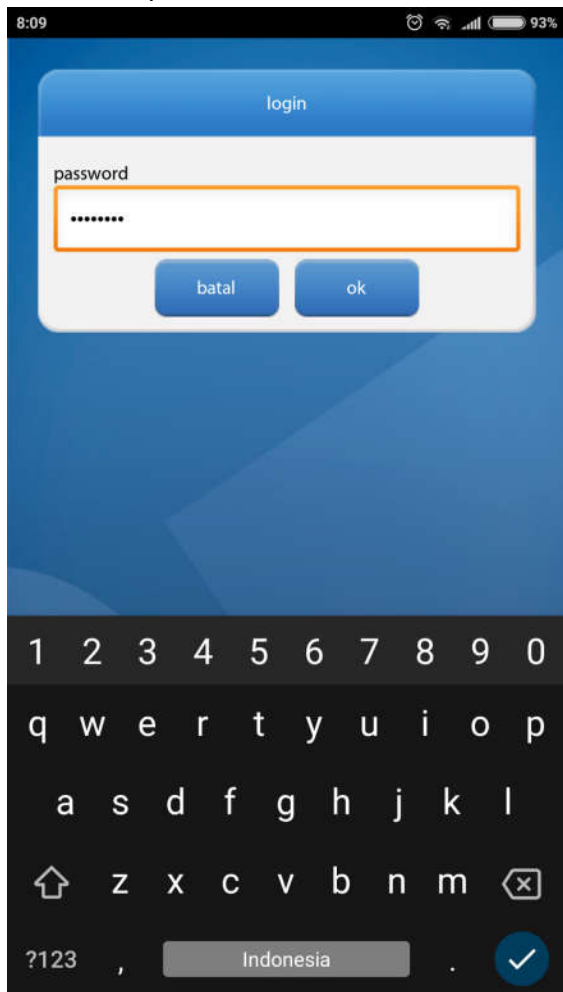 8:09 93%
login
password
••••••••
batal ok
1 2 3 4 5 6 7 8 9 0
q w e r t y u i o p
a s d f g h j k l
z x c v b n m
?123 , Indonesia .